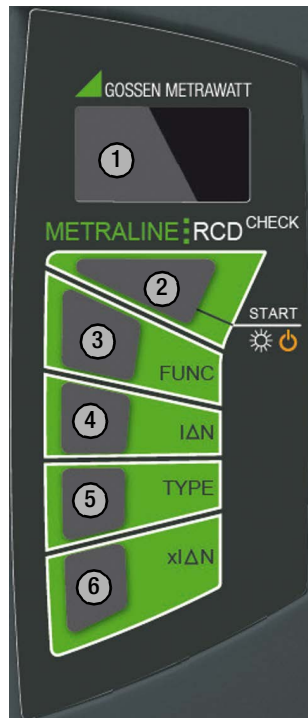 GOSSEN METRAWATT
1
METRALINE RCD CHECK
2
START
3
FUNC
4
IΔN
5
TYPE
6
xIΔN